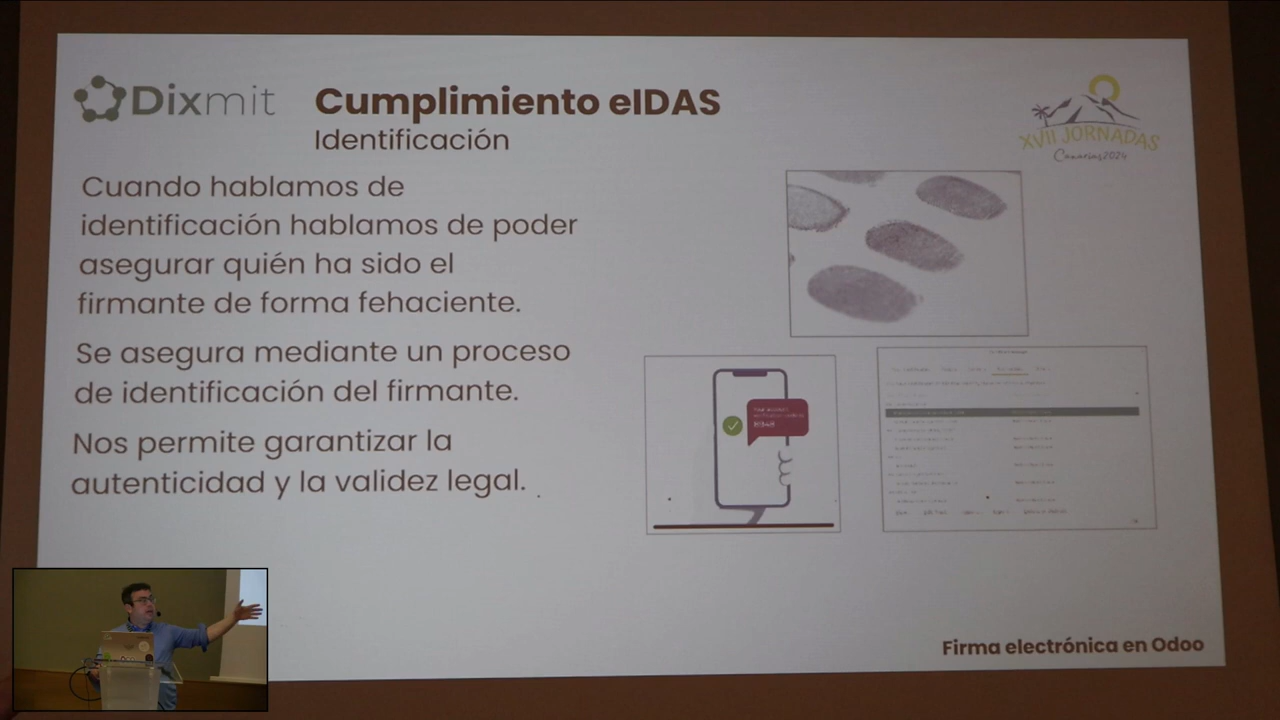 Dixmit
Cumplimiento eIDAS
Identificación
XVII JORNADAS
Canarias2024
Cuando hablamos de
identificación hablamos de poder
asegurar quién ha sido el
firmante de forma fehaciente.
Se asegura mediante un proceso
de identificación del firmante.
Nos permite garantizar la
autenticidad y la validez legal.
Firma electrónica en Odoo